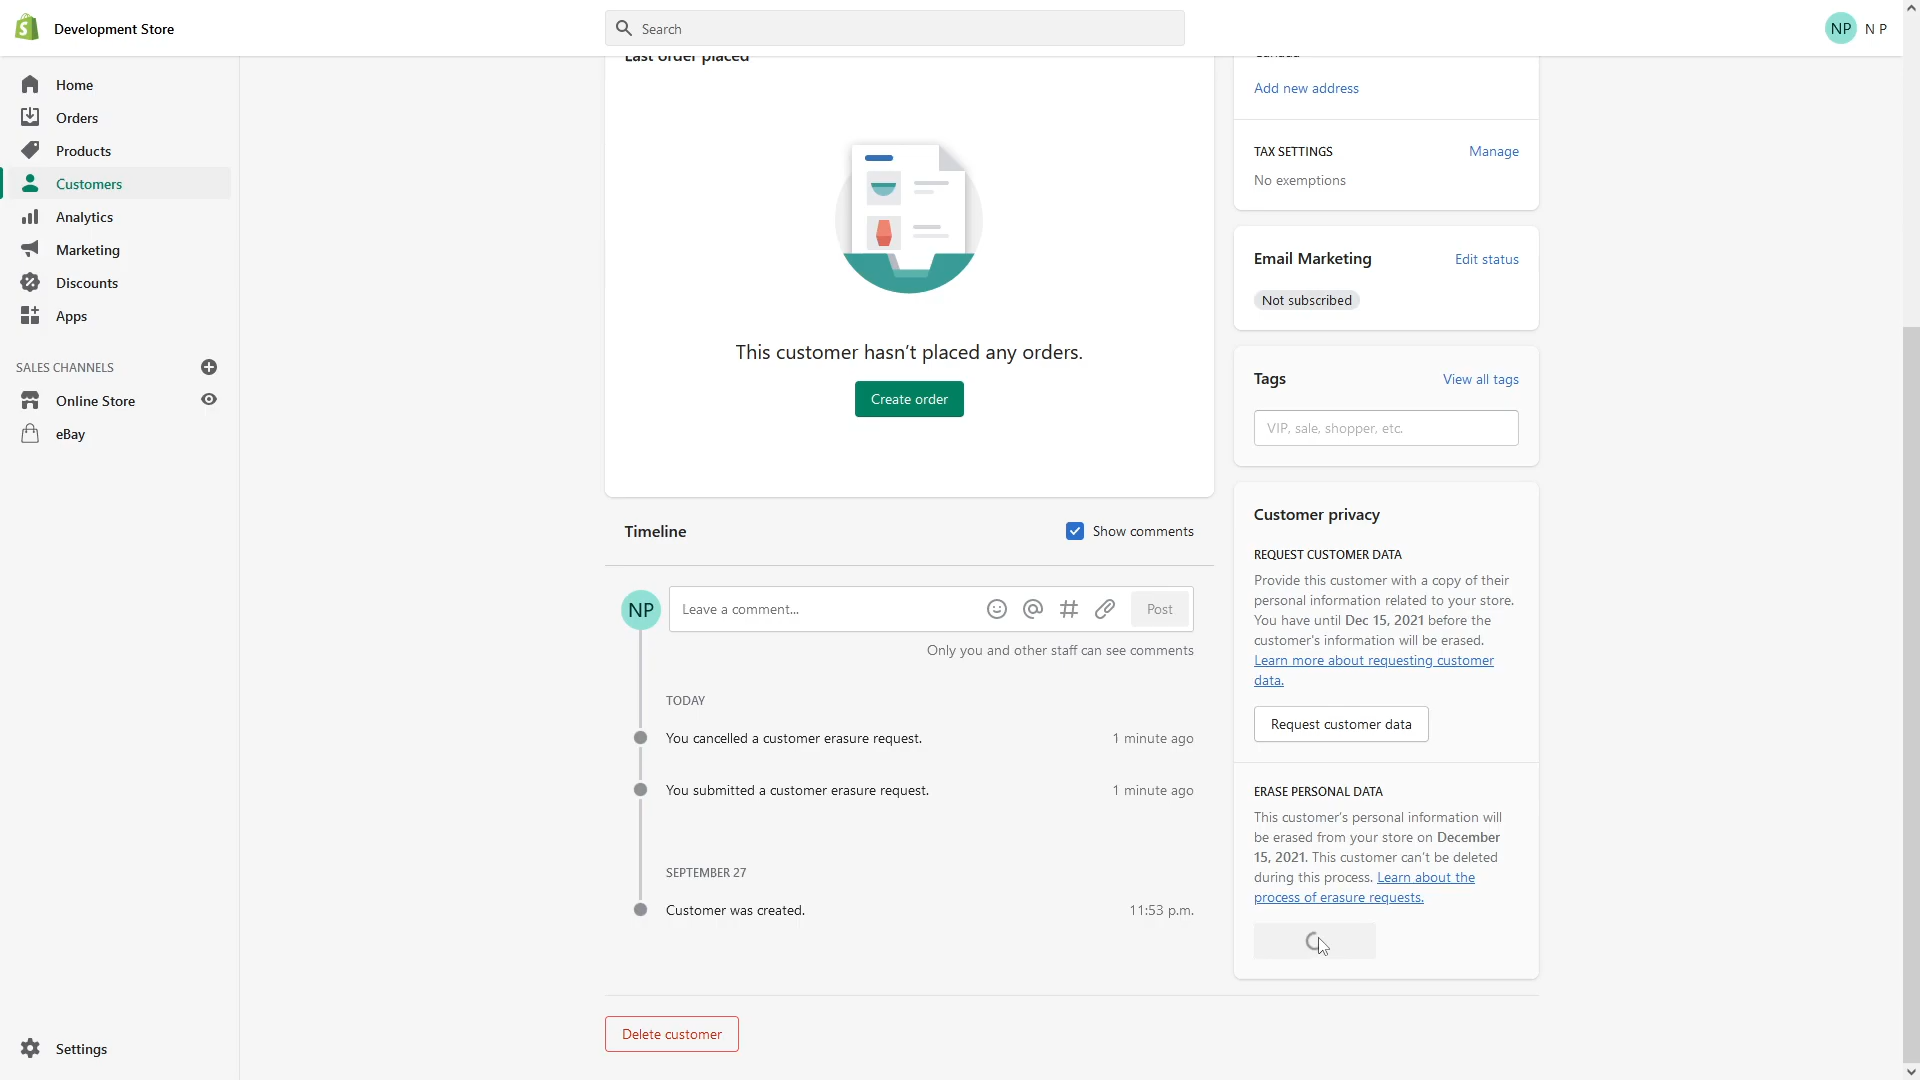 Development Store
Search
NP
N P
Home
Orders
Products
Customers
Analytics
Marketing
Discounts
Apps
SALES CHANNELS
Online Store
eBay
Settings
Last order placed
This customer hasn't placed any orders.
Create order
Timeline
Show comments
NP
Leave a comment...
Post
Only you and other staff can see comments
TODAY
You cancelled a customer erasure request.
1 minute ago
You submitted a customer erasure request.
1 minute ago
SEPTEMBER 27
Customer was created.
11:53 p.m.
Delete customer
Canada
Add new address
TAX SETTINGS
Manage
No exemptions
Email Marketing
Edit status
Not subscribed
Tags
View all tags
VIP, sale, shopper, etc.
Customer privacy
REQUEST CUSTOMER DATA
Provide this customer with a copy of their
personal information related to your store.
You have until Dec 15, 2021 before the
customer's information will be erased.
Learn more about requesting customer
data.
Request customer data
ERASE PERSONAL DATA
This customer's personal information will
be erased from your store on December
15, 2021. This customer can't be deleted
during this process. Learn about the
process of erasure requests.